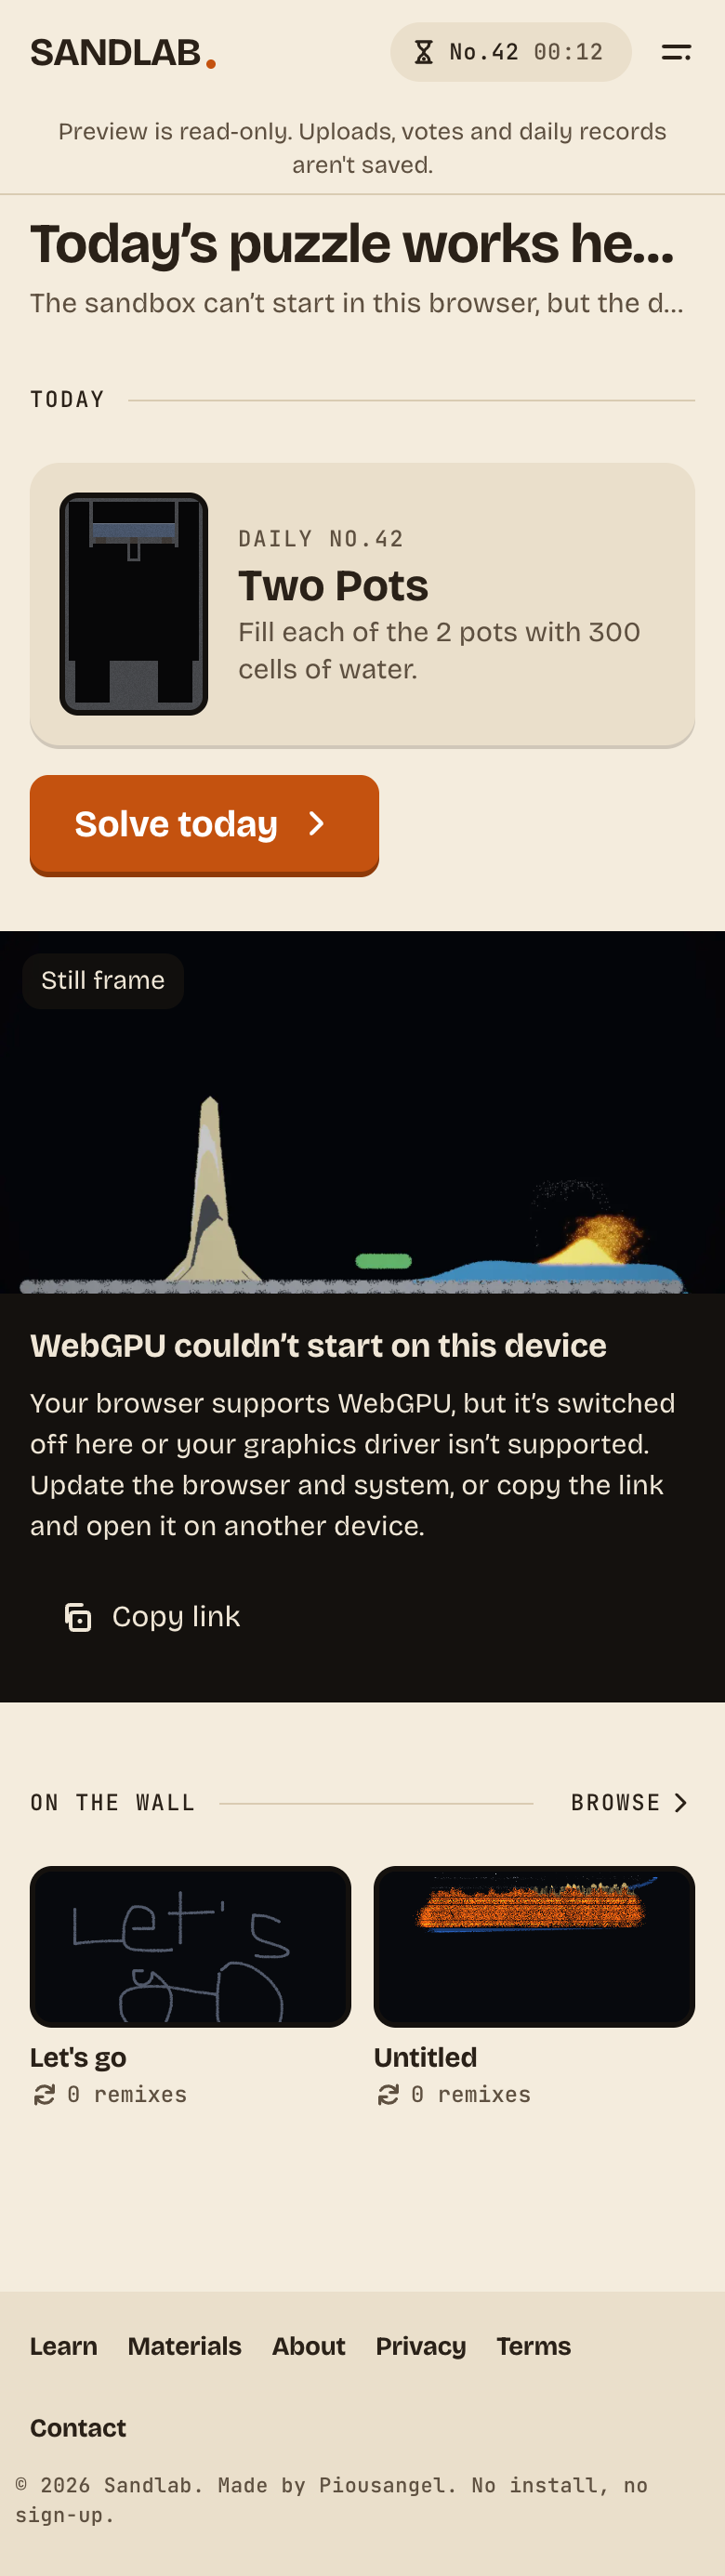 SANDLAB.
No.42 00:12
Preview is read-only. Uploads, votes and daily records
aren't saved.
Today’s puzzle works he...
The sandbox can’t start in this browser, but the d...
TODAY
DAILY NO.42
Two Pots
Fill each of the 2 pots with 300
cells of water.
Solve today
Still frame
WebGPU couldn’t start on this device
Your browser supports WebGPU, but it’s switched
off here or your graphics driver isn’t supported.
Update the browser and system, or copy the link
and open it on another device.
Copy link
ON THE WALL
BROWSE
Let's
go
Let's go
0 remixes
Untitled
0 remixes
Learn Materials About Privacy Terms
Contact
© 2026 Sandlab. Made by Piousangel. No install, no
sign-up.